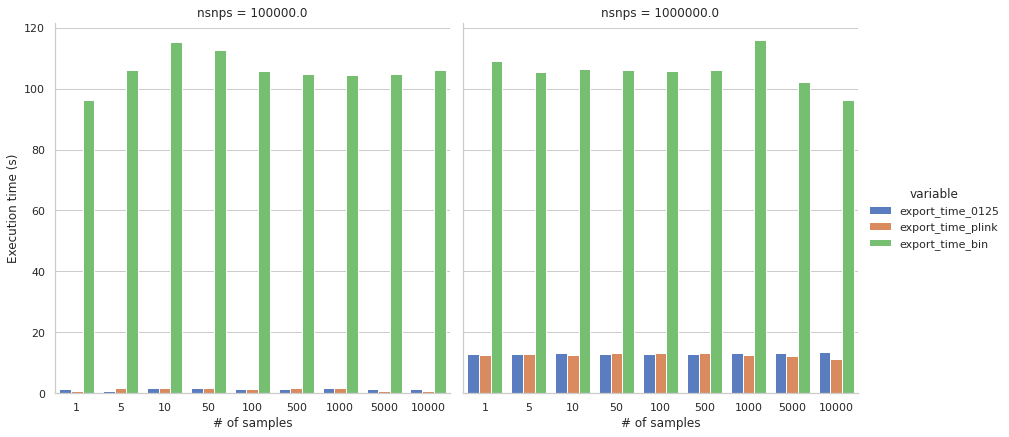 nsnps = 100000.0
nsnps = 1000000.0
Execution time (s)
120
100
80
60
40
20
0
1 5 10 50 100 500 1000 5000 10000
# of samples
1 5 10 50 100 500 1000 5000 10000
# of samples
variable
export_time_0125
export_time_plink
export_time_bin